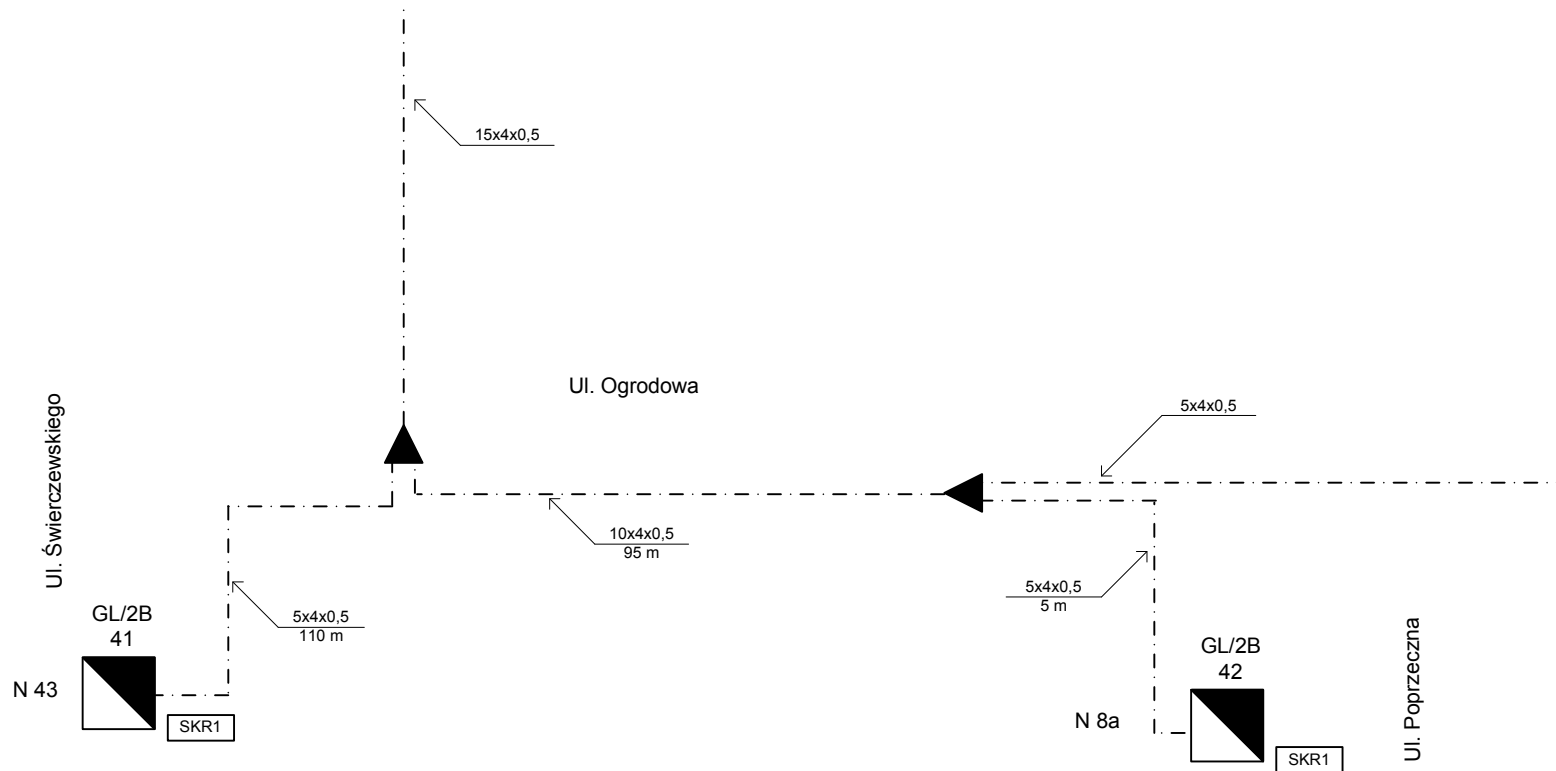 15x4x0,5
Ul. Ogrodowa
Ul. Świerczewskiego
5x4x0,5
10x4x0,5
95 m
5x4x0,5
5 m
GL/2B
41
5x4x0,5
110 m
N 43
SKR1
GL/2B
42
N 8a
SKR1
Ul. Poprzeczna